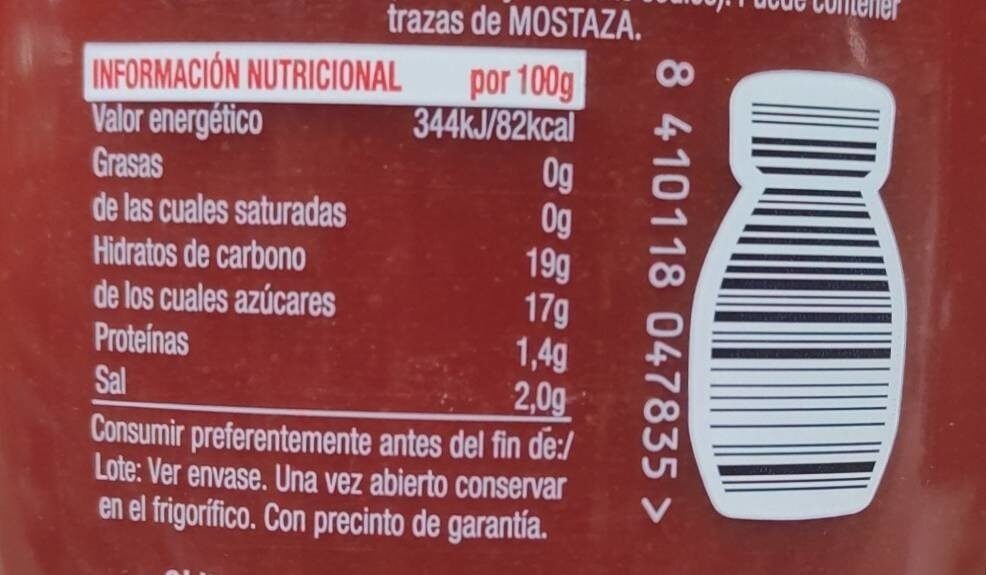 Puede contener
trazas de MOSTAZA.
INFORMACIÓN NUTRICIONAL por 100g
Valor energético 344kJ/82kcal
Grasas 0g
de las cuales saturadas 0g
Hidratos de carbono 19g
de los cuales azúcares 17g
Proteínas 1,4g
Sal 2,0g
Consumir preferentemente antes del fin de:/
Lote: Ver envase. Una vez abierto conservar
en el frigorífico. Con precinto de garantía.
8 410118 047835 >